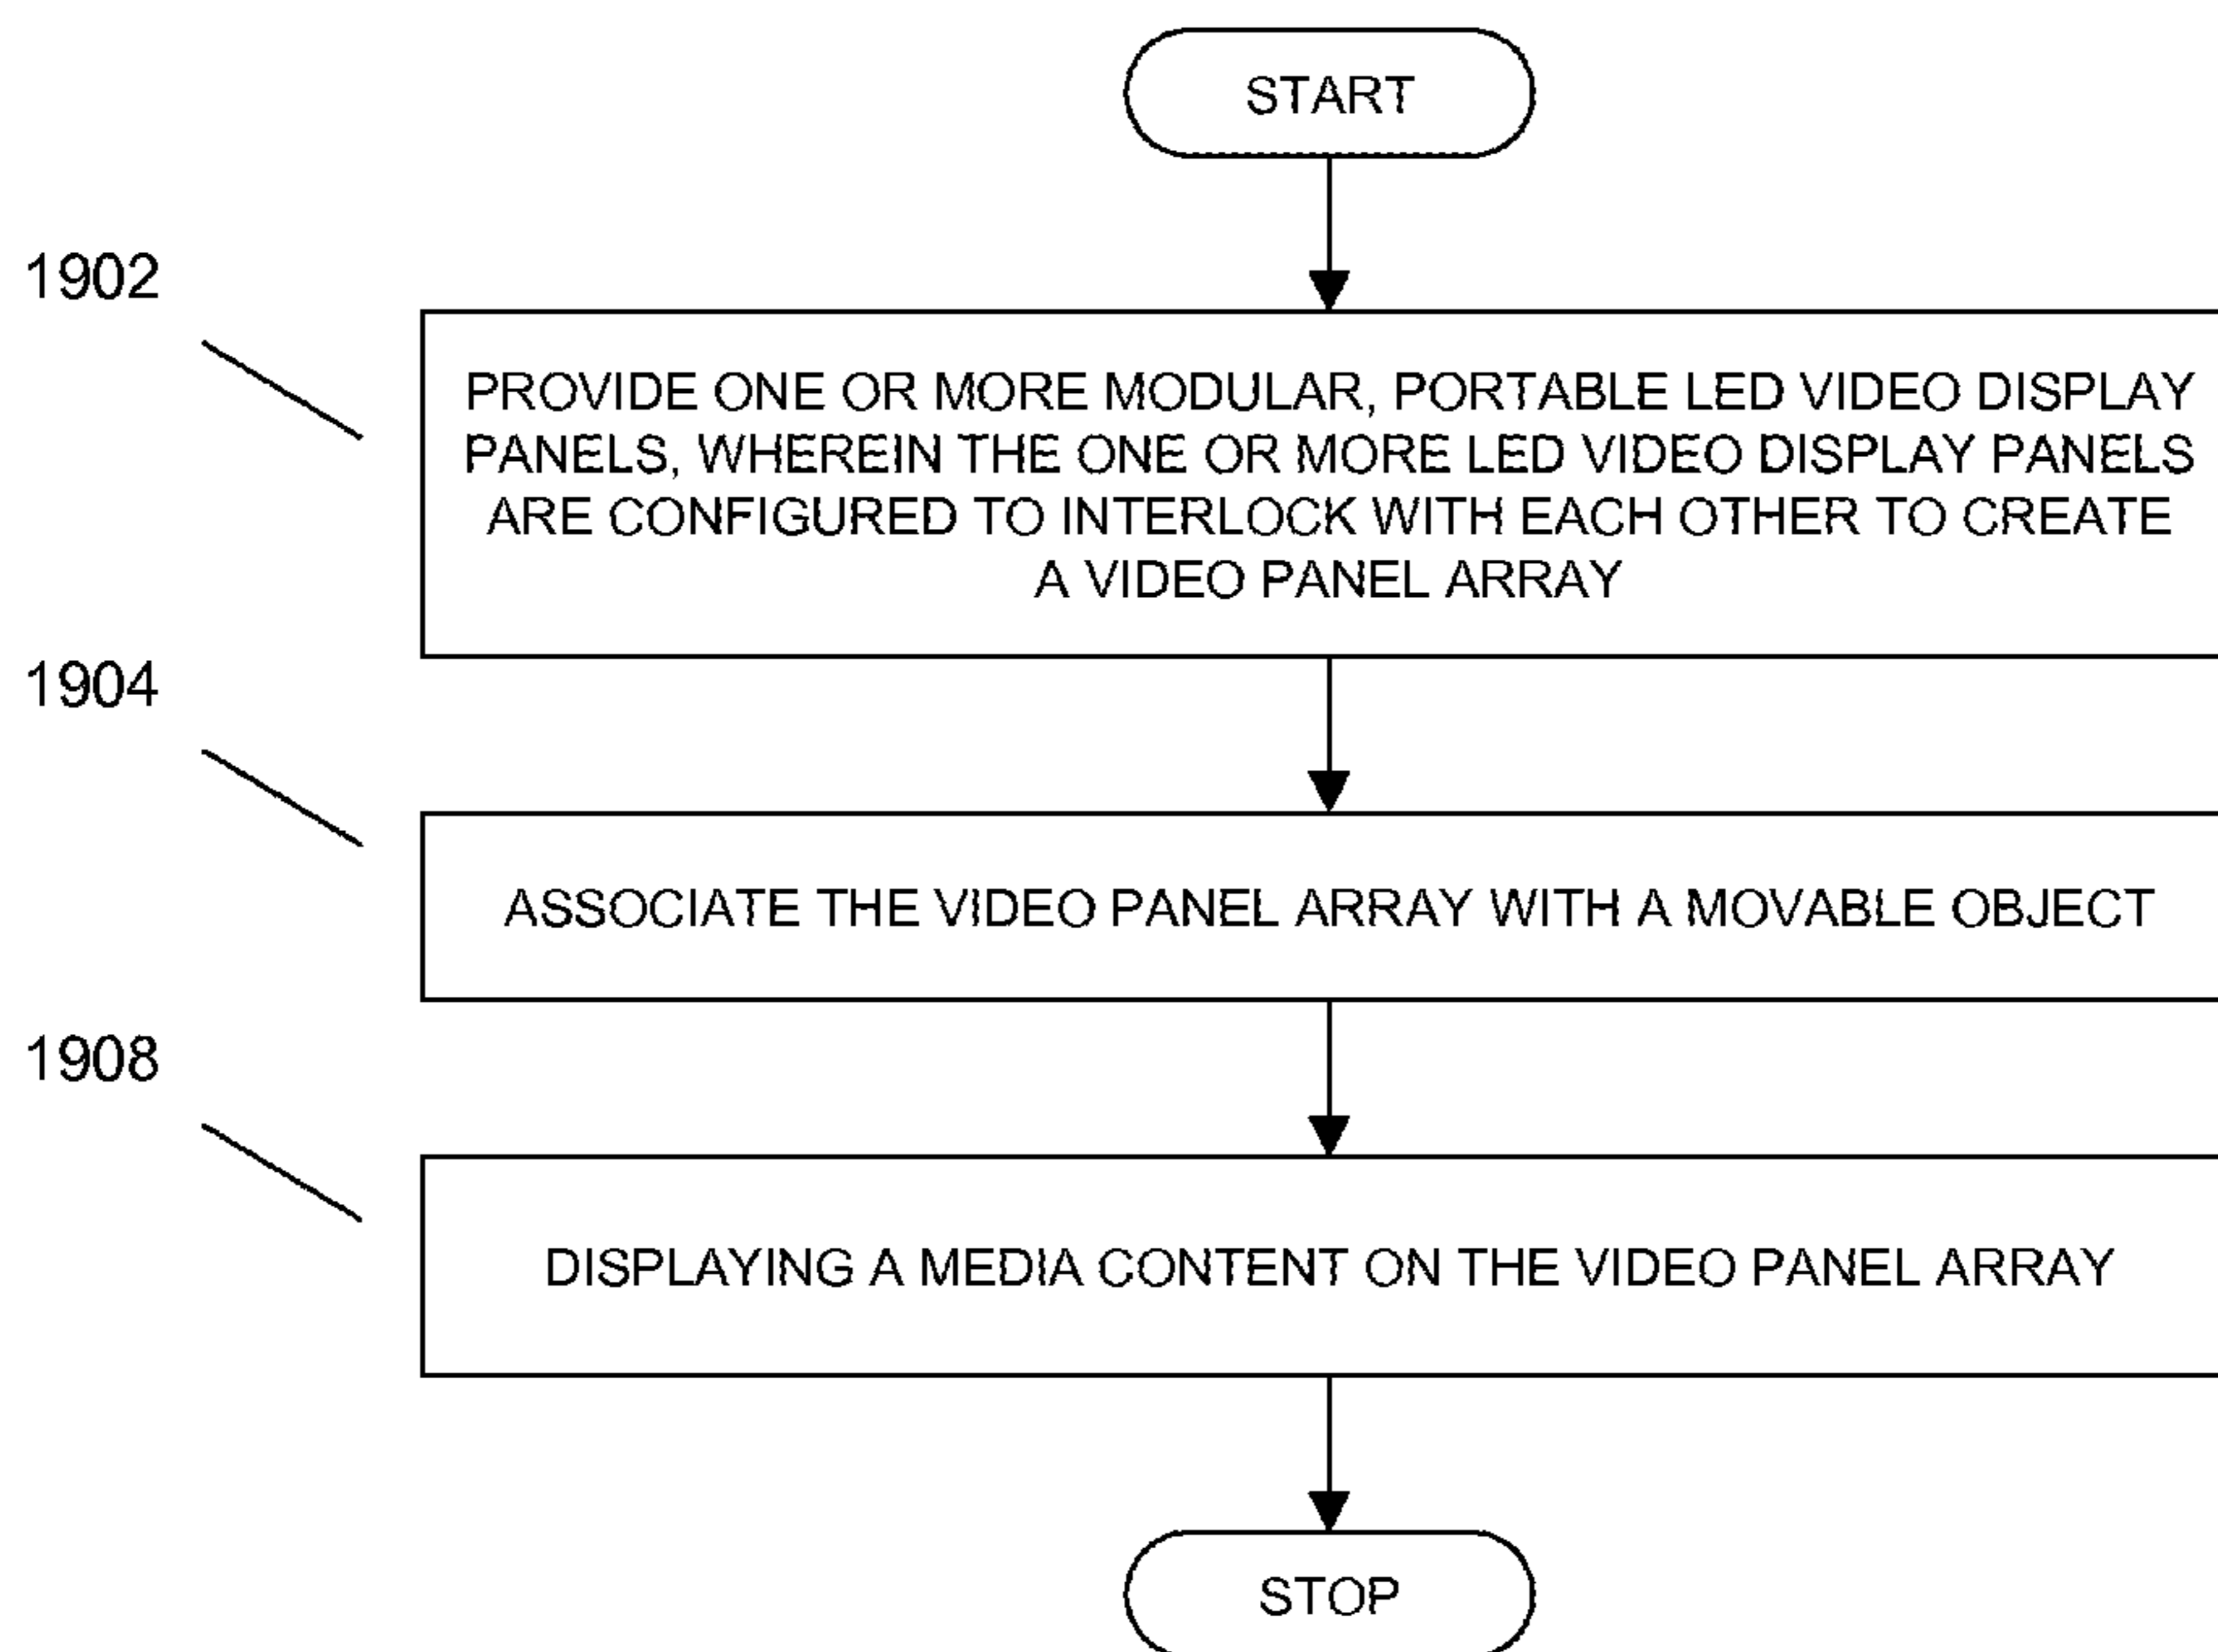 START
1902
PROVIDE ONE OR MORE MODULAR, PORTABLE LED VIDEO DISPLAY
PANELS, WHEREIN THE ONE OR MORE LED VIDEO DISPLAY PANELS
ARE CONFIGURED TO INTERLOCK WITH EACH OTHER TO CREATE
A VIDEO PANEL ARRAY
1904
ASSOCIATE THE VIDEO PANEL ARRAY WITH A MOVABLE OBJECT
1908
DISPLAYING A MEDIA CONTENT ON THE VIDEO PANEL ARRAY
STOP